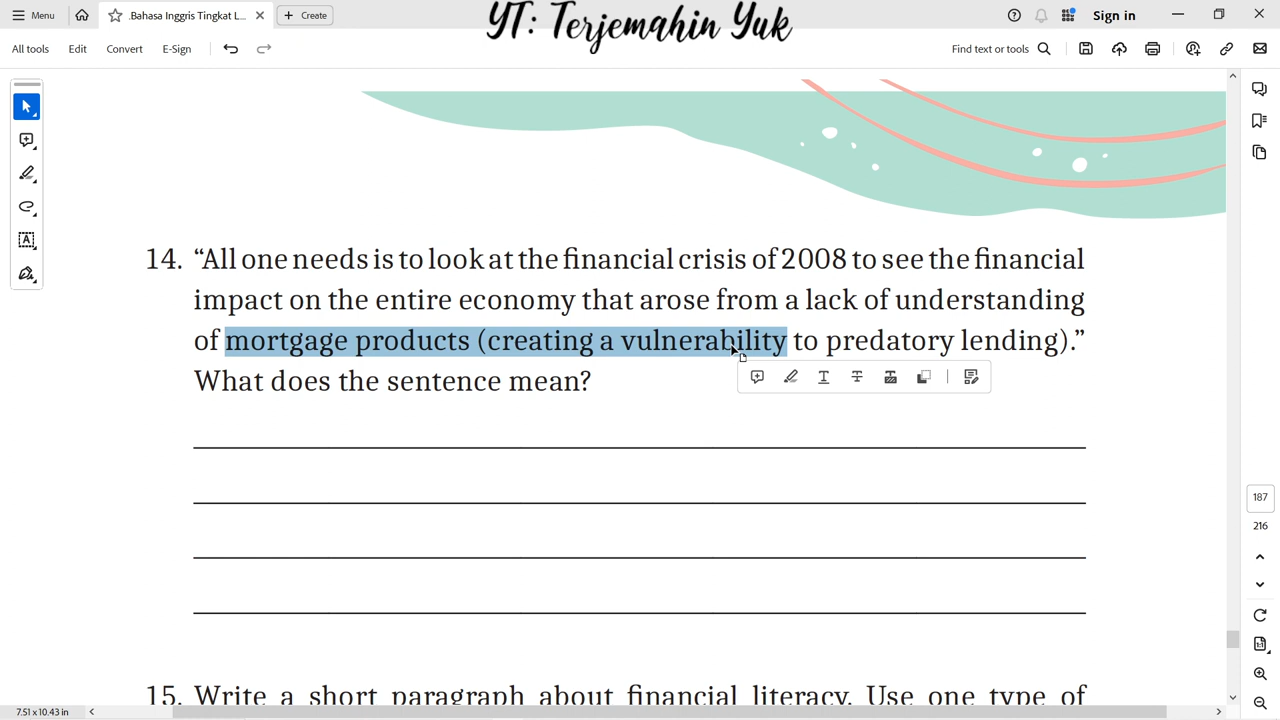 Menu
.Bahasa Inggris Tingkat L...
Create
YT: Terjemahin Yuk
Sign in
All tools
Edit
Convert
E-Sign
Find text or tools
14. “All one needs is to look at the financial crisis of 2008 to see the financial
impact on the entire economy that arose from a lack of understanding
of mortgage products (creating a vulnerability to predatory lending).”
What does the sentence mean?
15. Write a short paragraph about financial literacy. Use one type of
187
216
7.51 x 10.43 in